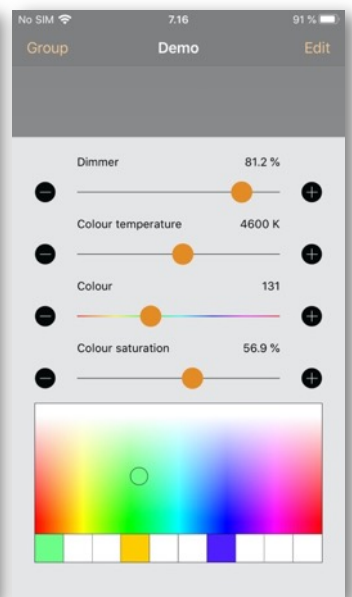 No SIM 7.16 91 %
Group Demo Edit
Dimmer 81.2 %
Colour temperature 4600 K
Colour 131
Colour saturation 56.9 %